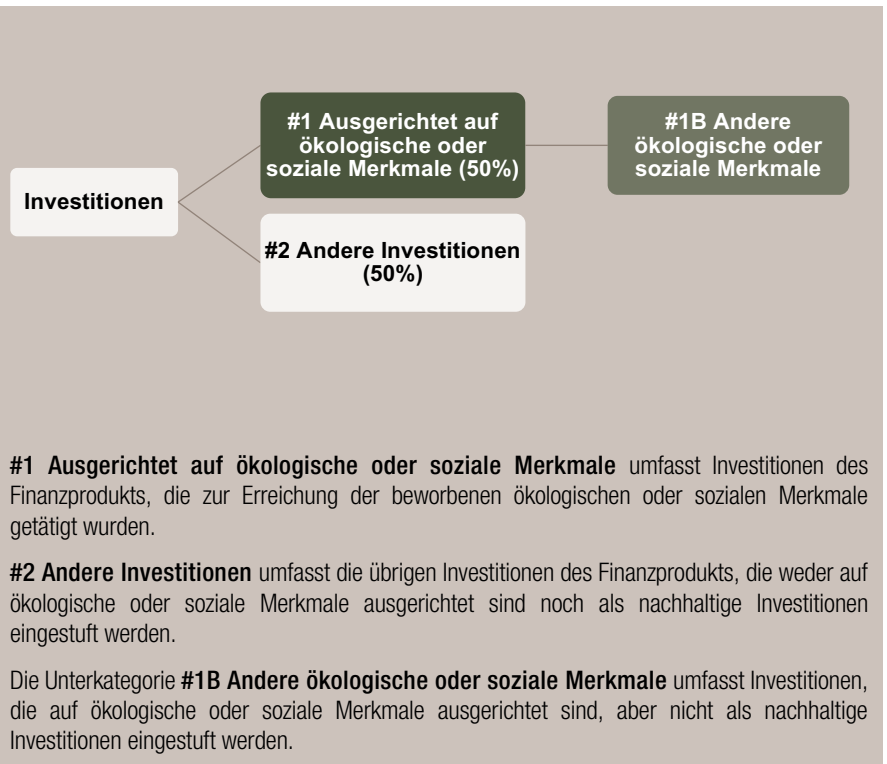 #1 Ausgerichtet auf
ökologische oder
soziale Merkmale (50%)
#1B Andere
ökologische oder
soziale Merkmale
Investitionen
#2 Andere Investitionen
(50%)
#1 Ausgerichtet auf ökologische oder soziale Merkmale umfasst Investitionen des
Finanzprodukts, die zur Erreichung der beworbenen ökologischen oder sozialen Merkmale
getätigt wurden.
#2 Andere Investitionen umfasst die übrigen Investitionen des Finanzprodukts, die weder auf
ökologische oder soziale Merkmale ausgerichtet sind noch als nachhaltige Investitionen
eingestuft werden.
Die Unterkategorie #1B Andere ökologische oder soziale Merkmale umfasst Investitionen,
die auf ökologische oder soziale Merkmale ausgerichtet sind, aber nicht als nachhaltige
Investitionen eingestuft werden.